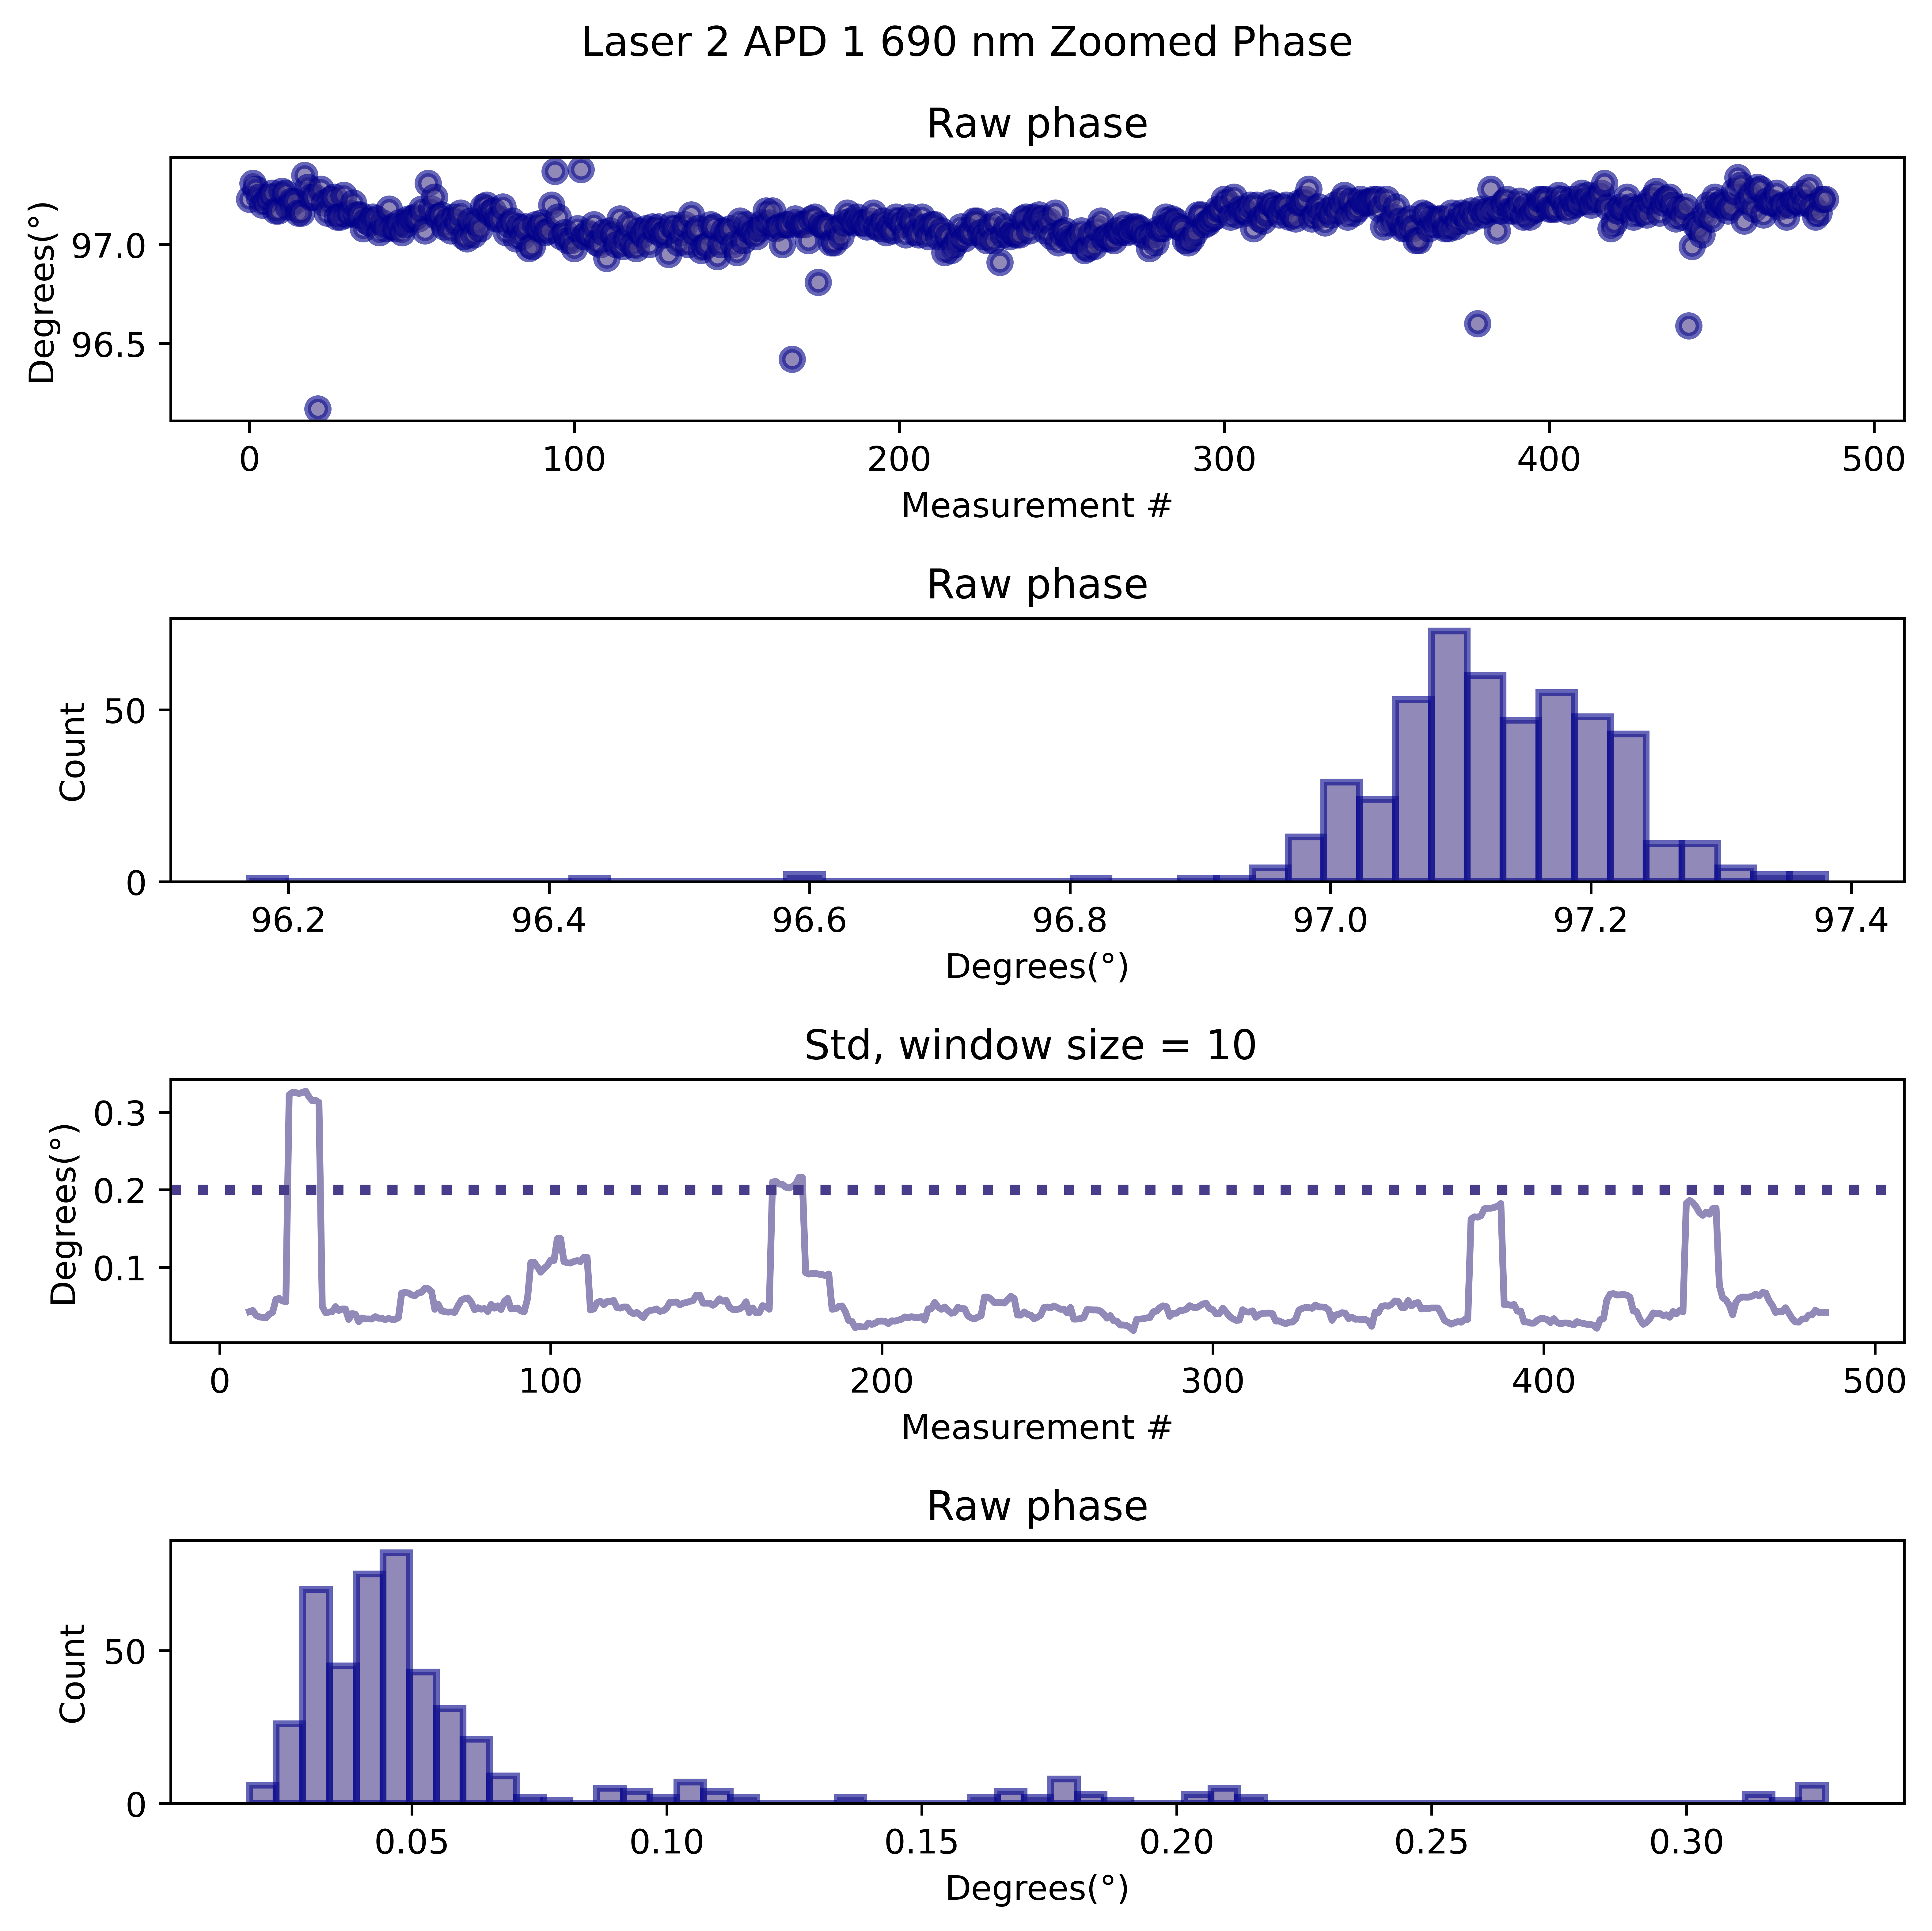 Laser 2 APD 1 690 nm Zoomed Phase
Raw phase
Degrees(°)
97.0
96.5
0 100 200 300 400 500
Measurement #
Raw phase
Count
50
0
96.2 96.4 96.6 96.8 97.0 97.2 97.4
Degrees(°)
Std, window size = 10
Degrees(°)
0.3
0.2
0.1
0 100 200 300 400 500
Measurement #
Raw phase
Count
50
0
0.05 0.10 0.15 0.20 0.25 0.30
Degrees(°)